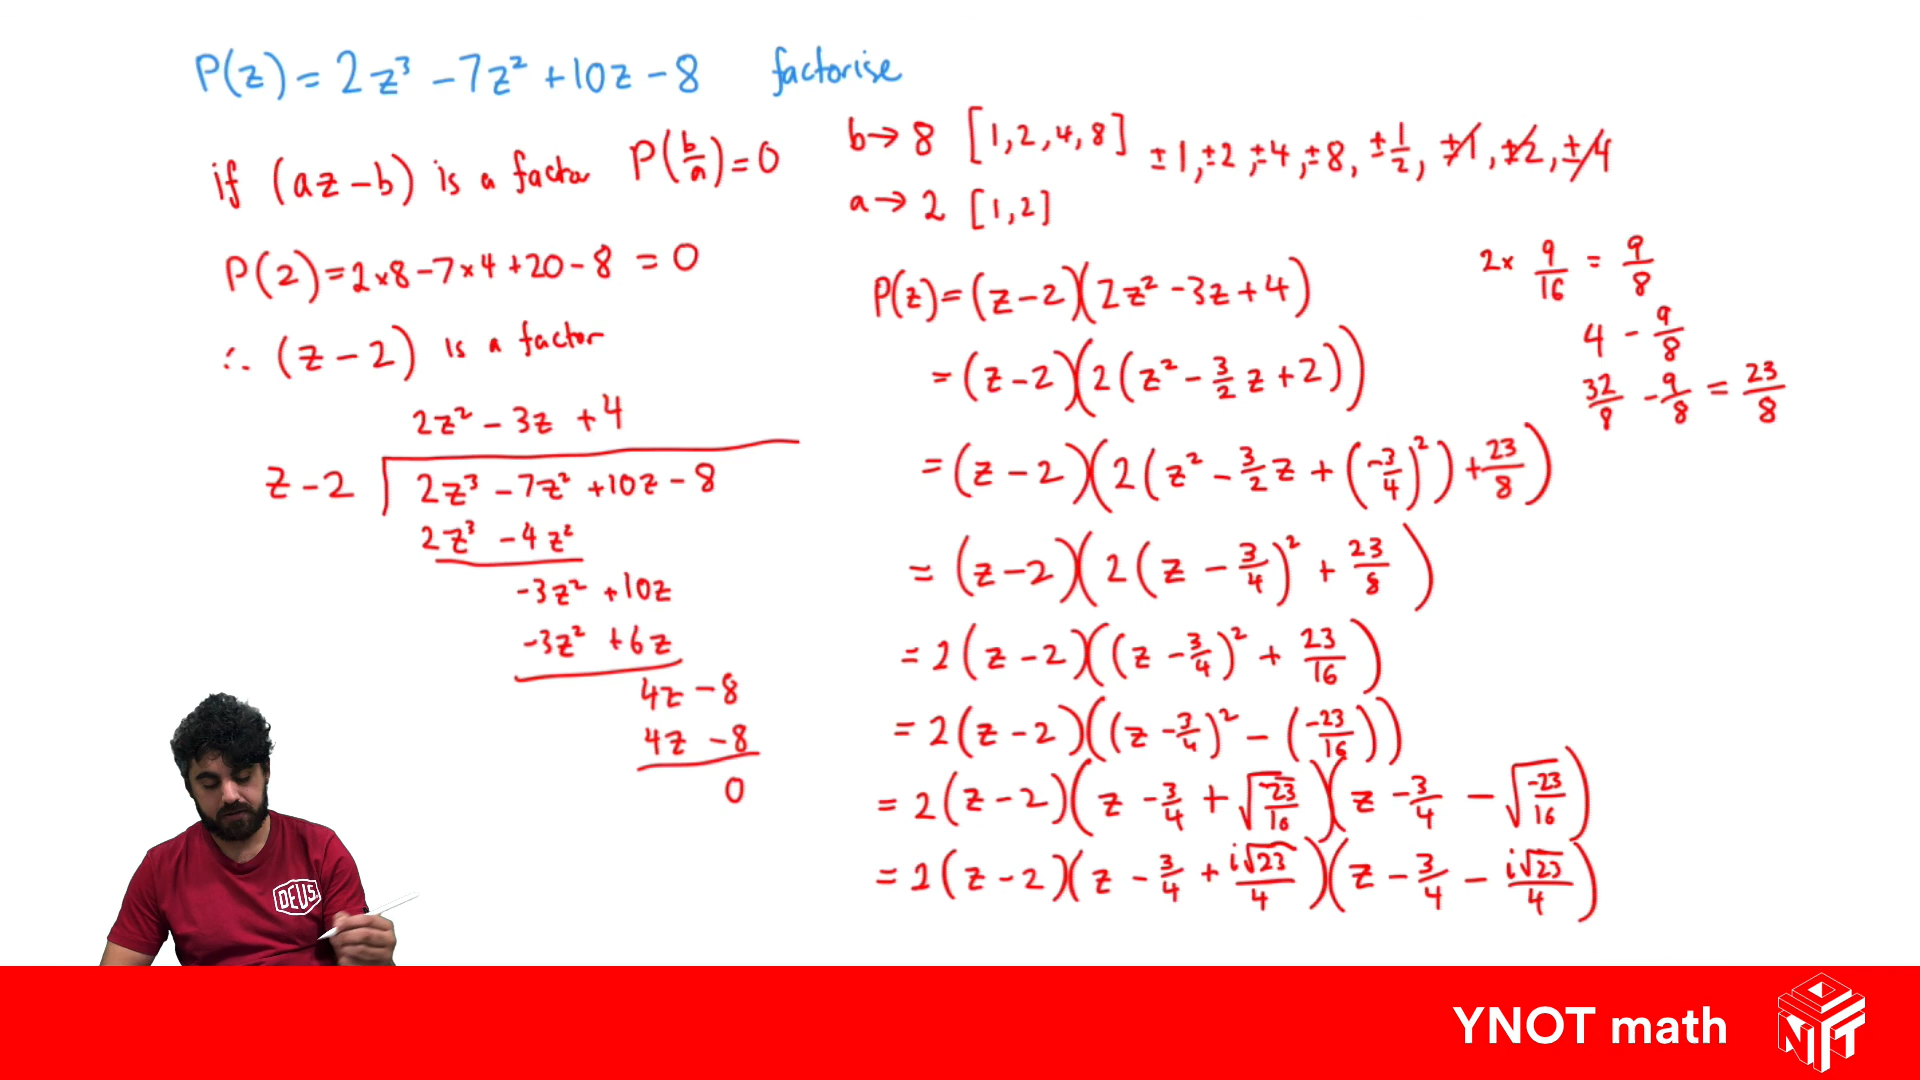 P(z) = 2z³ - 7z² + 10z - 8 factorise
if (az - b) is a factor P(b/a) = 0
P(2) = 2×8 - 7×4 + 20 - 8 = 0
∴ (z - 2) is a factor
2z² - 3z + 4
z - 2 2z³ - 7z² + 10z - 8
2z³ - 4z²
-3z² + 10z
-3z² + 6z
4z - 8
4z - 8
0
b → 8 [1, 2, 4, 8] ±1, ±2, ±4, ±8, ±1/2, ±1, ±2, ±4
a → 2 [1, 2]
P(z) = (z - 2)(2z² - 3z + 4)
= (z - 2)(2(z² - 3/2 z + 2))
= (z - 2)(2(z² - 3/2 z + (-3/4)²) + 23/8)
= (z - 2)(2(z - 3/4)² + 23/8)
= 2(z - 2)((z - 3/4)² + 23/16)
= 2(z - 2)((z - 3/4)² - (-23/16))
= 2(z - 2)(z - 3/4 + √(-23/16))(z - 3/4 - √(-23/16))
= 2(z - 2)(z - 3/4 + i√23/4)(z - 3/4 - i√23/4)
2 × 9/16 = 9/8
4 - 9/8
32/8 - 9/8 = 23/8
DEUS
YNOT math
YNOT